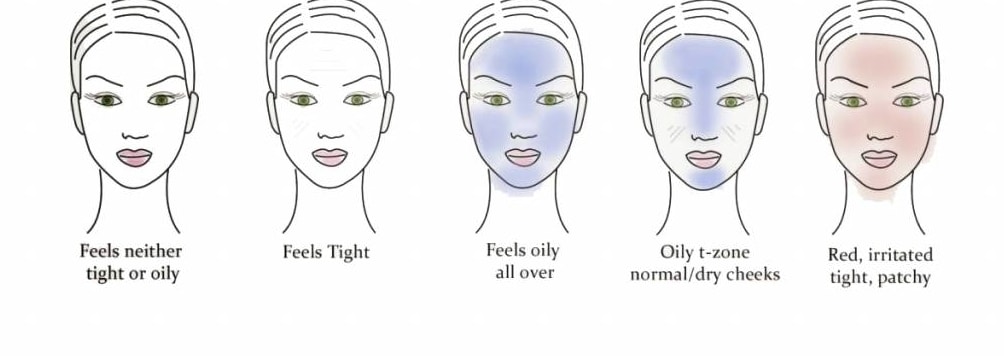 Feels neither
tight or oily
Feels Tight
Feels oily
all over
Oily t-zone
normal/dry cheeks
Red, irritated
tight, patchy